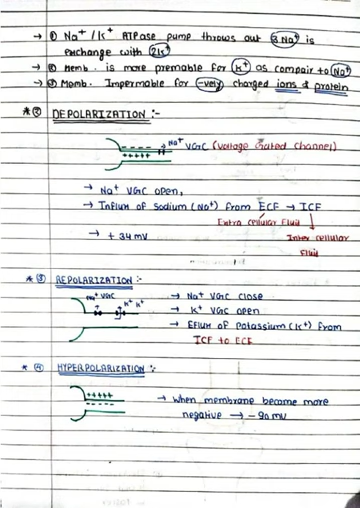 → ① Na⁺ / K⁺ ATPase pump throws out 3 Na⁺ is
exchange with 2K⁺
→ ② Memb. is more premable for K⁺ as compair to Na⁺
→ ③ Memb. Impermable for (-vely) charged ions & protein
* ② DEPOLARIZATION :-
- - - - -
+++++
Na⁺ VGC (Voltage Gated channel)
→ Na⁺ VGC open,
→ Influx of Sodium (Na⁺) from ECF → ICF
Extra cellular Fluid
→ + 34 mV
Inter cellular
Fluid
* ③ REPOLARIZATION :-
Na⁺ VGC
K⁺ K⁺
→ Na⁺ VGC close
→ K⁺ VGC open
→ Eflux of Potassium (K⁺) from
ICF to ECF
* ④ HYPERPOLARIZATION :-
+++++
- - - -
→ When membrane become more
negative → -90 mV